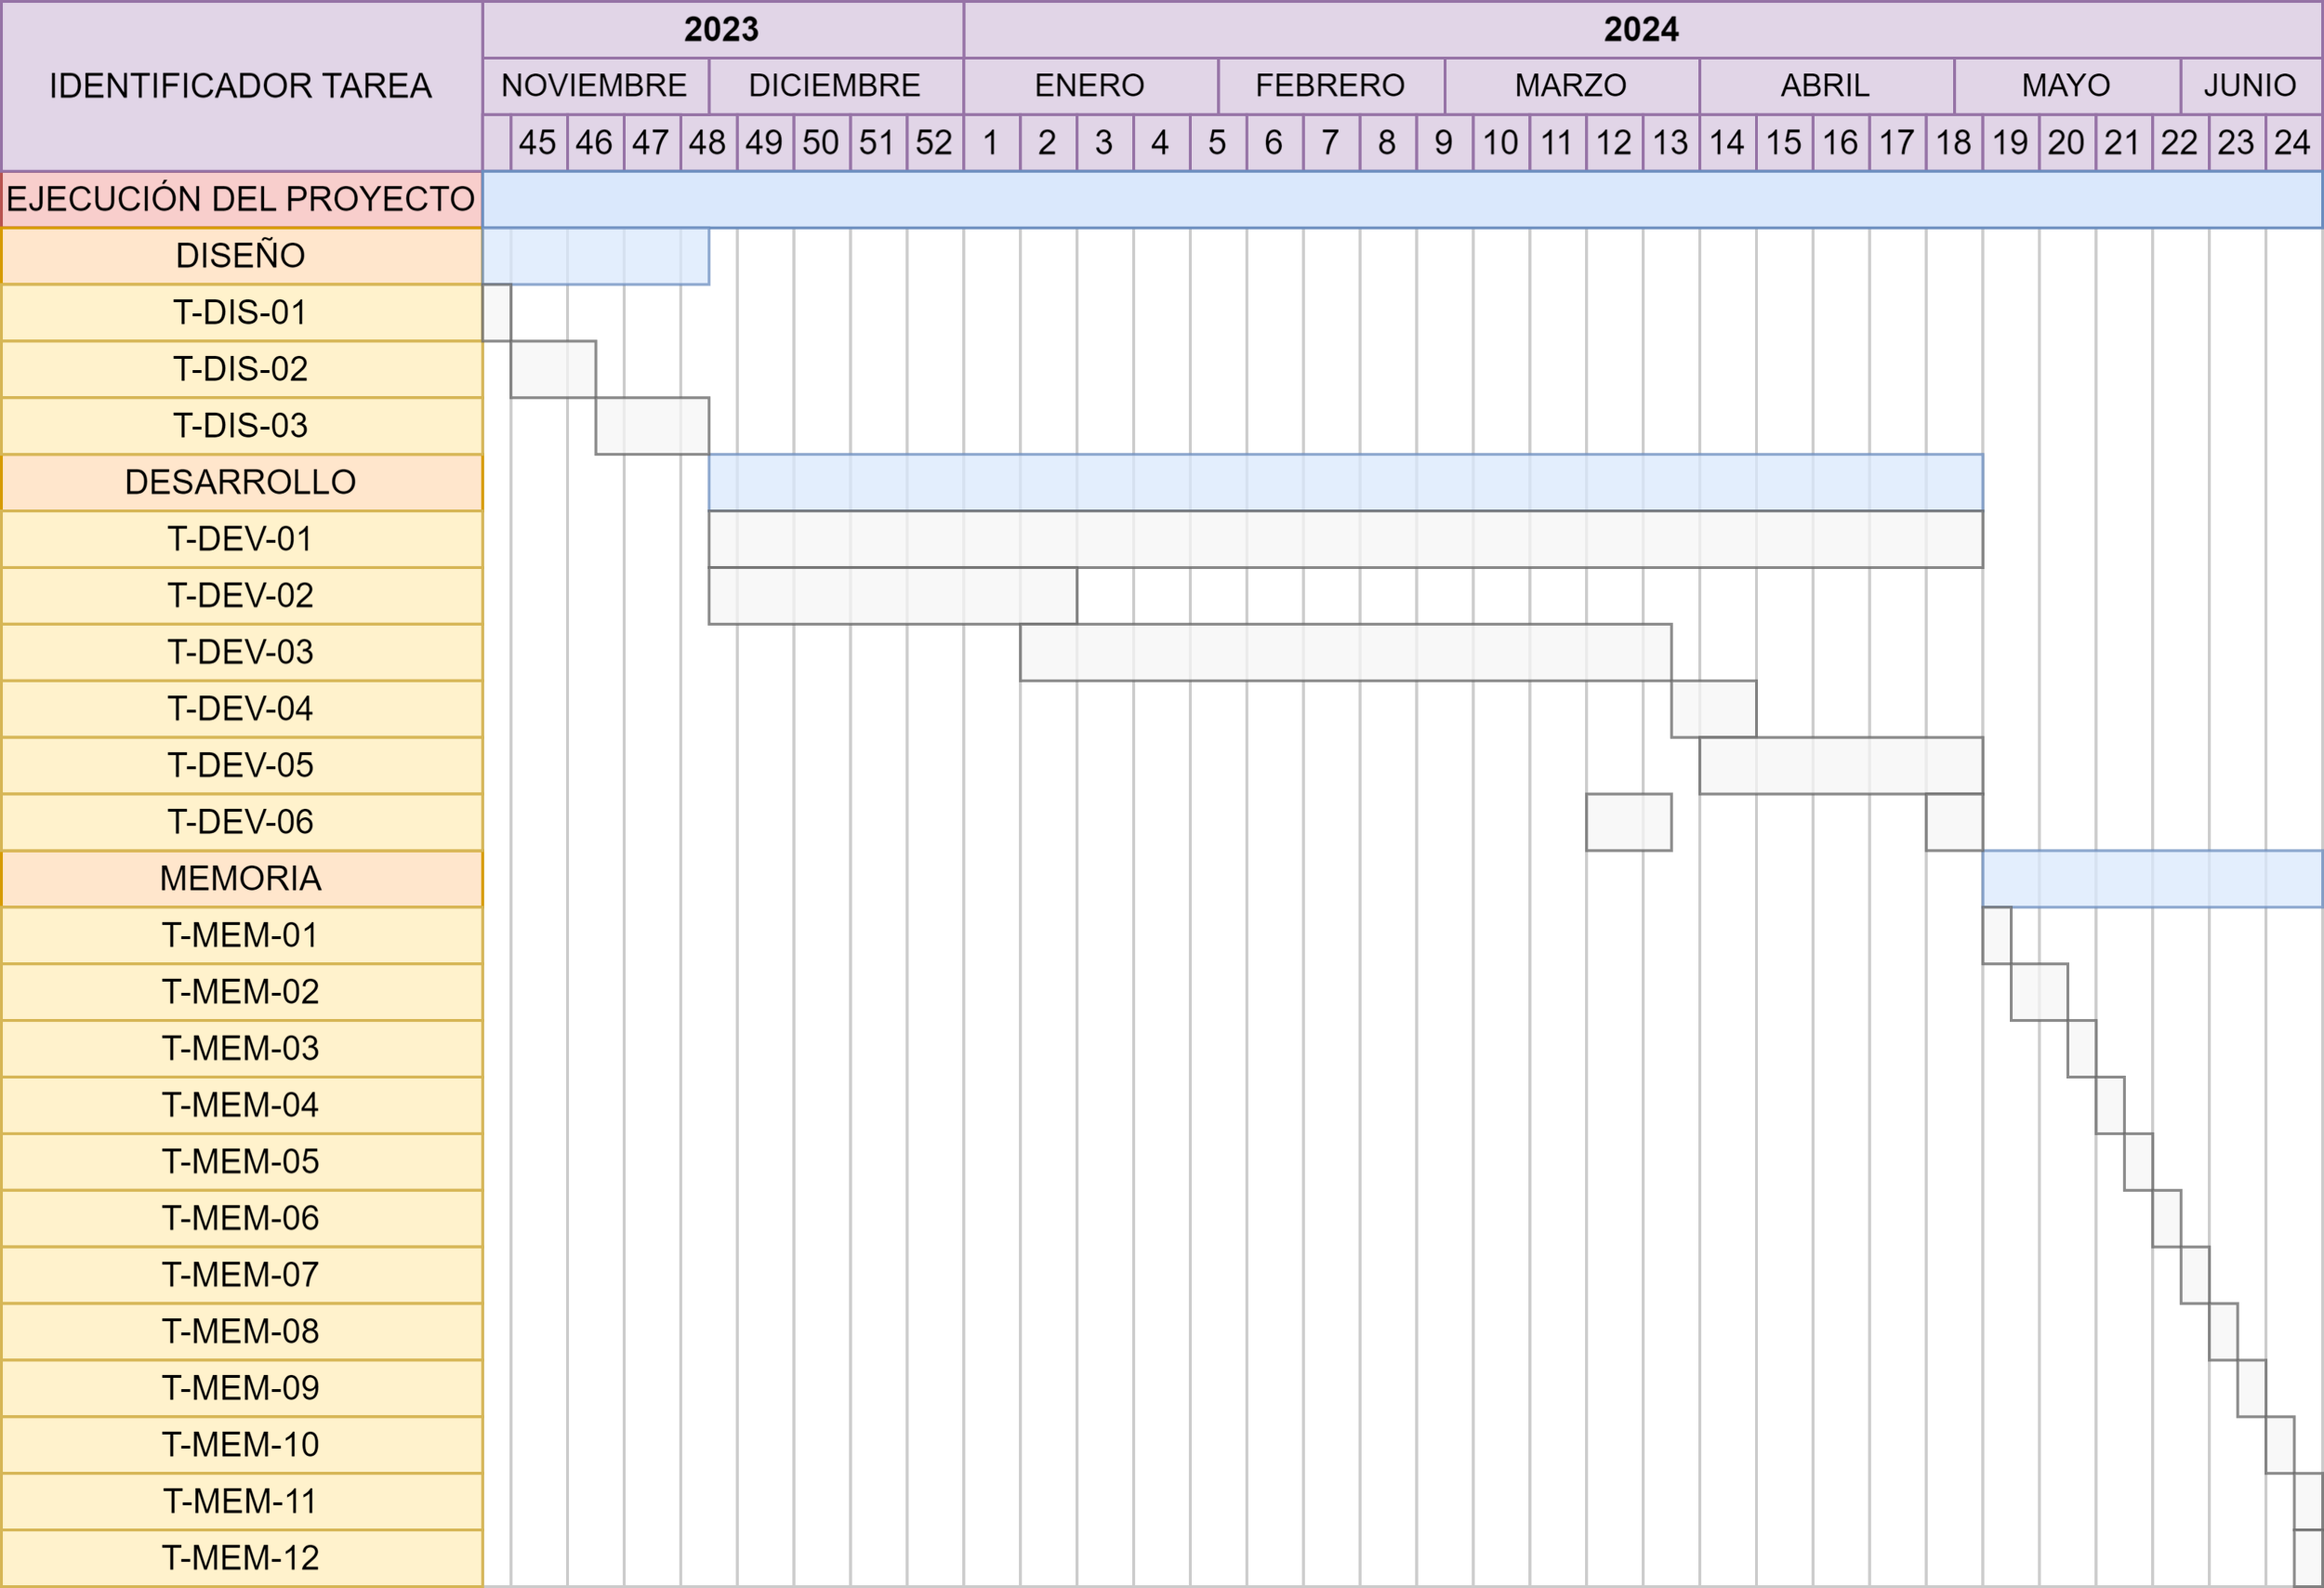 IDENTIFICADOR TAREA
2023 2024
NOVIEMBRE DICIEMBRE ENERO FEBRERO MARZO ABRIL MAYO JUNIO
45 46 47 48 49 50 51 52 1 2 3 4 5 6 7 8 9 10 11 12 13 14 15 16 17 18 19 20 21 22 23 24
EJECUCIÓN DEL PROYECTO
DISEÑO
T-DIS-01
T-DIS-02
T-DIS-03
DESARROLLO
T-DEV-01
T-DEV-02
T-DEV-03
T-DEV-04
T-DEV-05
T-DEV-06
MEMORIA
T-MEM-01
T-MEM-02
T-MEM-03
T-MEM-04
T-MEM-05
T-MEM-06
T-MEM-07
T-MEM-08
T-MEM-09
T-MEM-10
T-MEM-11
T-MEM-12